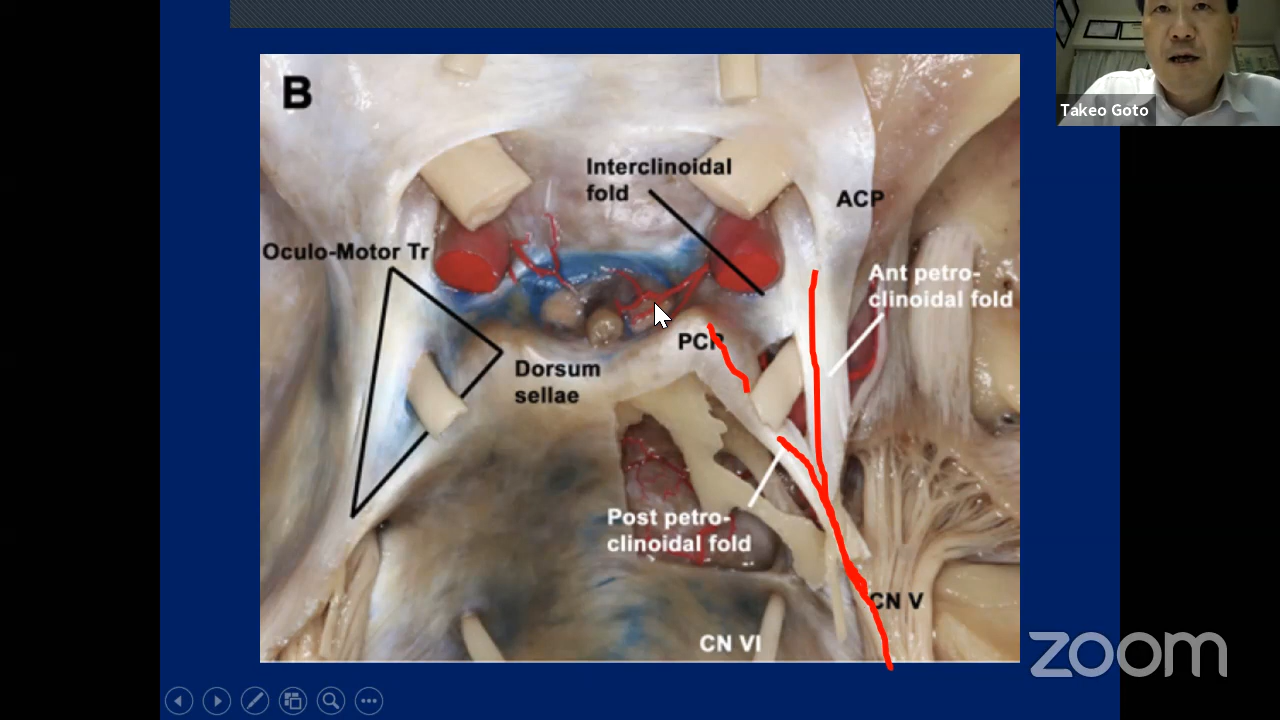 B
Takeo Goto
Interclinoidal
fold
ACP
Oculo-Motor Tr
Ant petro-
clinoidal fold
PCP
Dorsum
sellae
Post petro-
clinoidal fold
CN V
CN VI
zoom